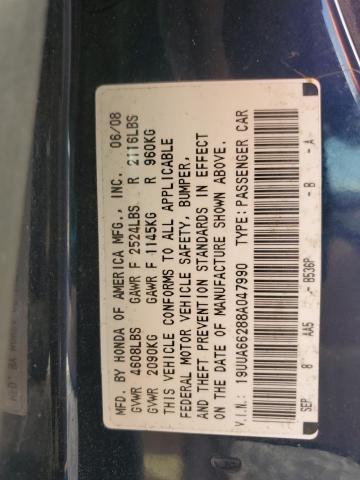 MFD. BY HONDA OF AMERICA MFG., INC. 06/08
GVWR 4608LBS GAWR F 2524LBS R 2116LBS
GVWR 2090KG GAWR F 1145KG R 960KG
THIS VEHICLE CONFORMS TO ALL APPLICABLE
FEDERAL MOTOR VEHICLE SAFETY, BUMPER,
AND THEFT PREVENTION STANDARDS IN EFFECT
ON THE DATE OF MANUFACTURE SHOWN ABOVE.
V.I.N.: 19UUA66288A047990 TYPE: PASSENGER CAR
SEP 8 AA5 B536P - B - A